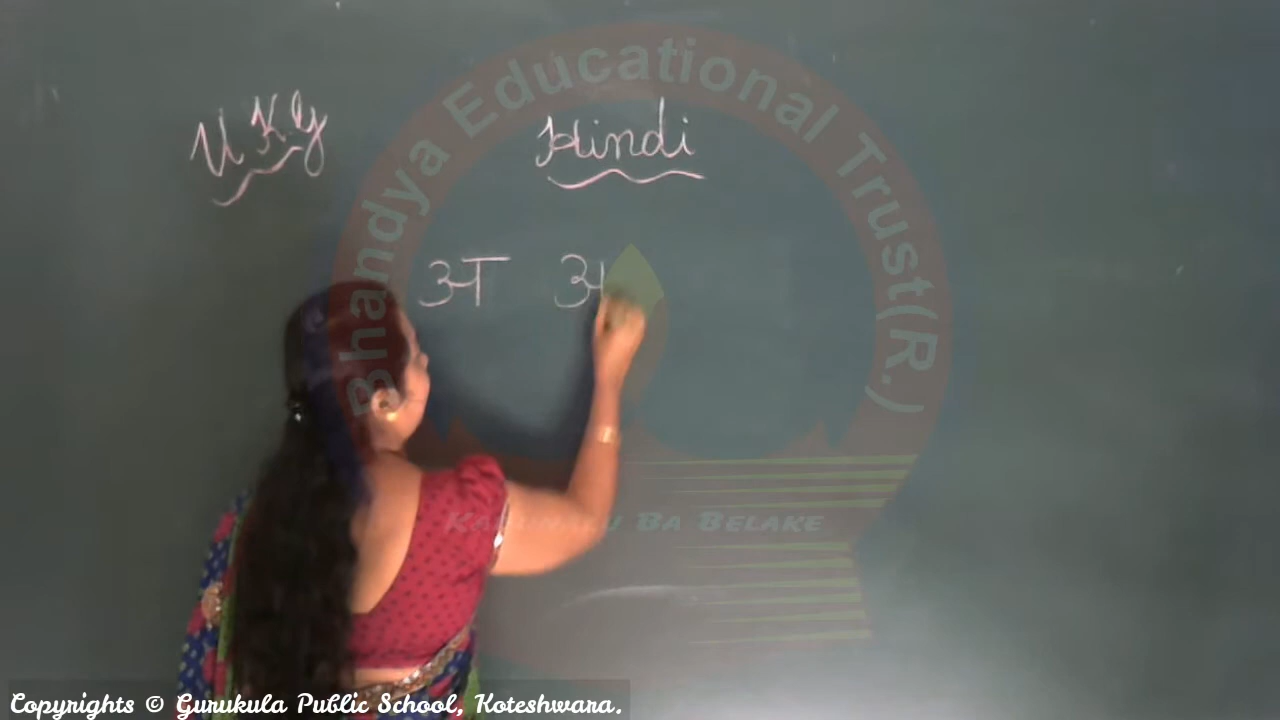 U.K.G Hindi
अ अ
Bhandya Educational Trust(R.)
Ba Belake
Copyrights © Gurukula Public School, Koteshwara.